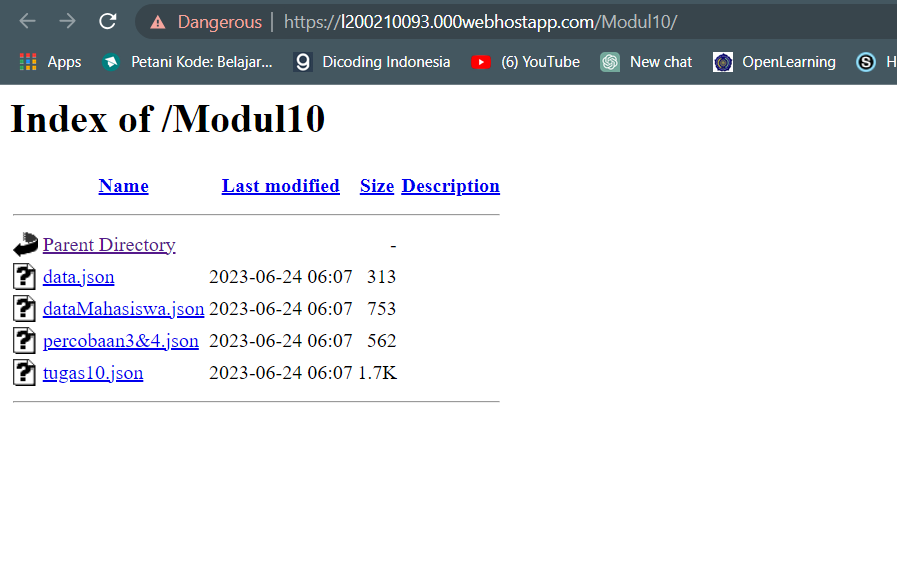 Dangerous | https://l200210093.000webhostapp.com/Modul10/
Apps Petani Kode: Belajar... Dicoding Indonesia (6) YouTube New chat OpenLearning H
Index of /Modul10
Name Last modified Size Description
Parent Directory -
data.json 2023-06-24 06:07 313
dataMahasiswa.json 2023-06-24 06:07 753
percobaan3&4.json 2023-06-24 06:07 562
tugas10.json 2023-06-24 06:07 1.7K